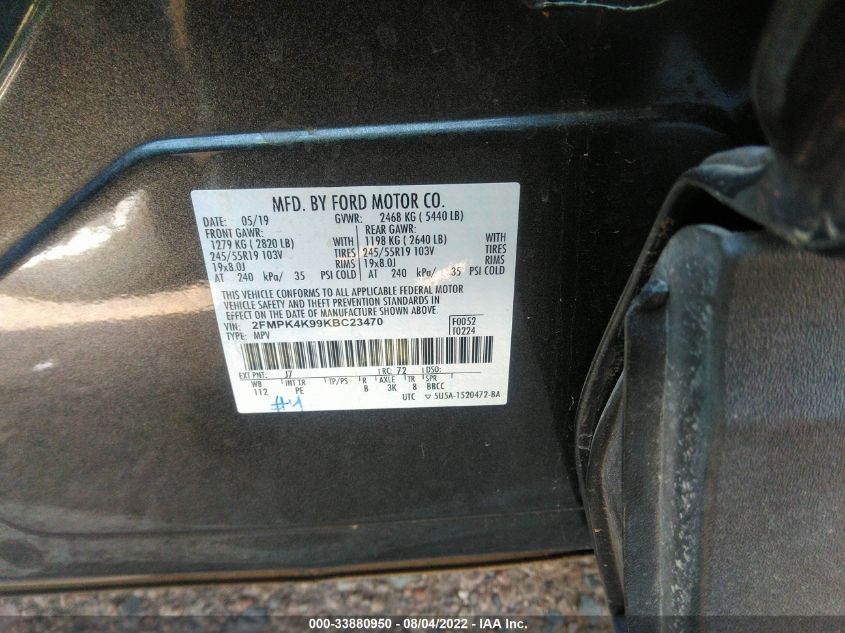 MFD. BY FORD MOTOR CO.
DATE: 05/19 GVWR: 2468 KG ( 5440 LB)
FRONT GAWR: REAR GAWR:
1279 KG ( 2820 LB) WITH 1198 KG ( 2640 LB) WITH
245/55R19 103V TIRES 245/55R19 103V TIRES
19x8.0J RIMS 19x8.0J RIMS
AT 240 kPa/ 35 PSI COLD AT 240 kPa/ 35 PSI COLD
THIS VEHICLE CONFORMS TO ALL APPLICABLE FEDERAL MOTOR
VEHICLE SAFETY AND THEFT PREVENTION STANDARDS IN
EFFECT ON THE DATE OF MANUFACTURE SHOWN ABOVE.
VIN: 2FMPK4K99KBC23470 F0052
TYPE: MPV T0224
EXT PNT: J7 RC: 72 DSO:
WB INT TR TP/PS R AXLE TR SPR
112 PE B 3K 8 BBCC
#1
UTC 5U5A-1520472-BA
000-33880950 - 08/04/2022 - IAA Inc.